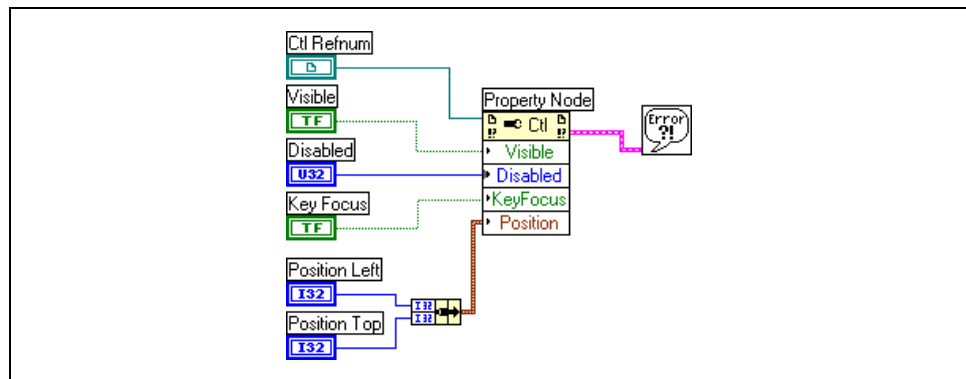 Ctl Refnum
Visible
TF
Disabled
U32
Key Focus
TF
Position Left
I32
Position Top
I32
I32
I32
Property Node
!? Ctl !?
Visible
Disabled
KeyFocus
Position
Error
?!